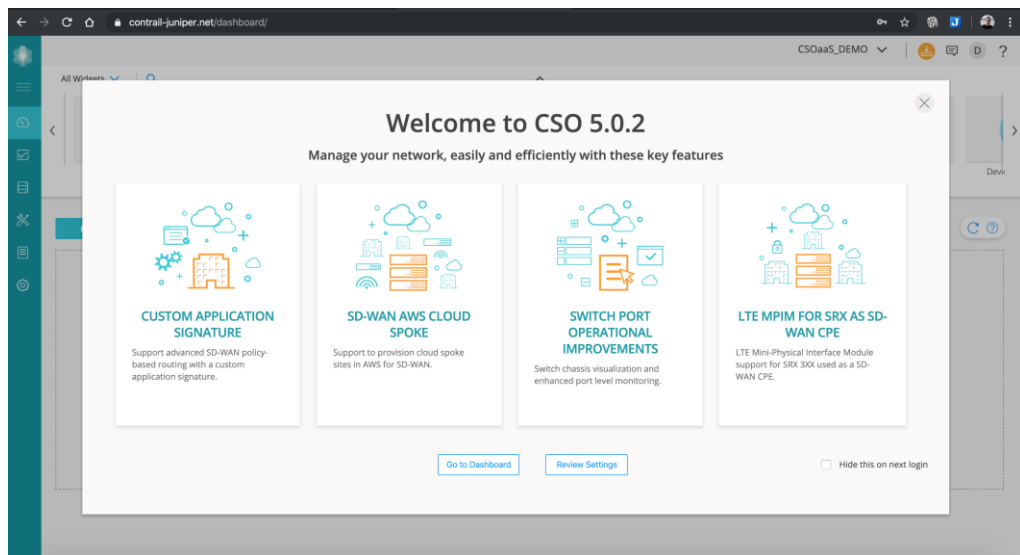 contrail-juniper.net/dashboard/
CSOaaS_DEMO
D
?
All Widgets
Welcome to CSO 5.0.2
Manage your network, easily and efficiently with these key features
CUSTOM APPLICATION
SIGNATURE
Support advanced SD-WAN policy-
based routing with a custom
application signature.
SD-WAN AWS CLOUD
SPOKE
Support to provision cloud spoke
sites in AWS for SD-WAN.
SWITCH PORT
OPERATIONAL
IMPROVEMENTS
Switch chassis visualization and
enhanced port level monitoring.
LTE MPIM FOR SRX AS SD-
WAN CPE
LTE Mini-Physical Interface Module
support for SRX 3XX used as a SD-
WAN CPE.
Devi
Go to Dashboard
Review Settings
Hide this on next login